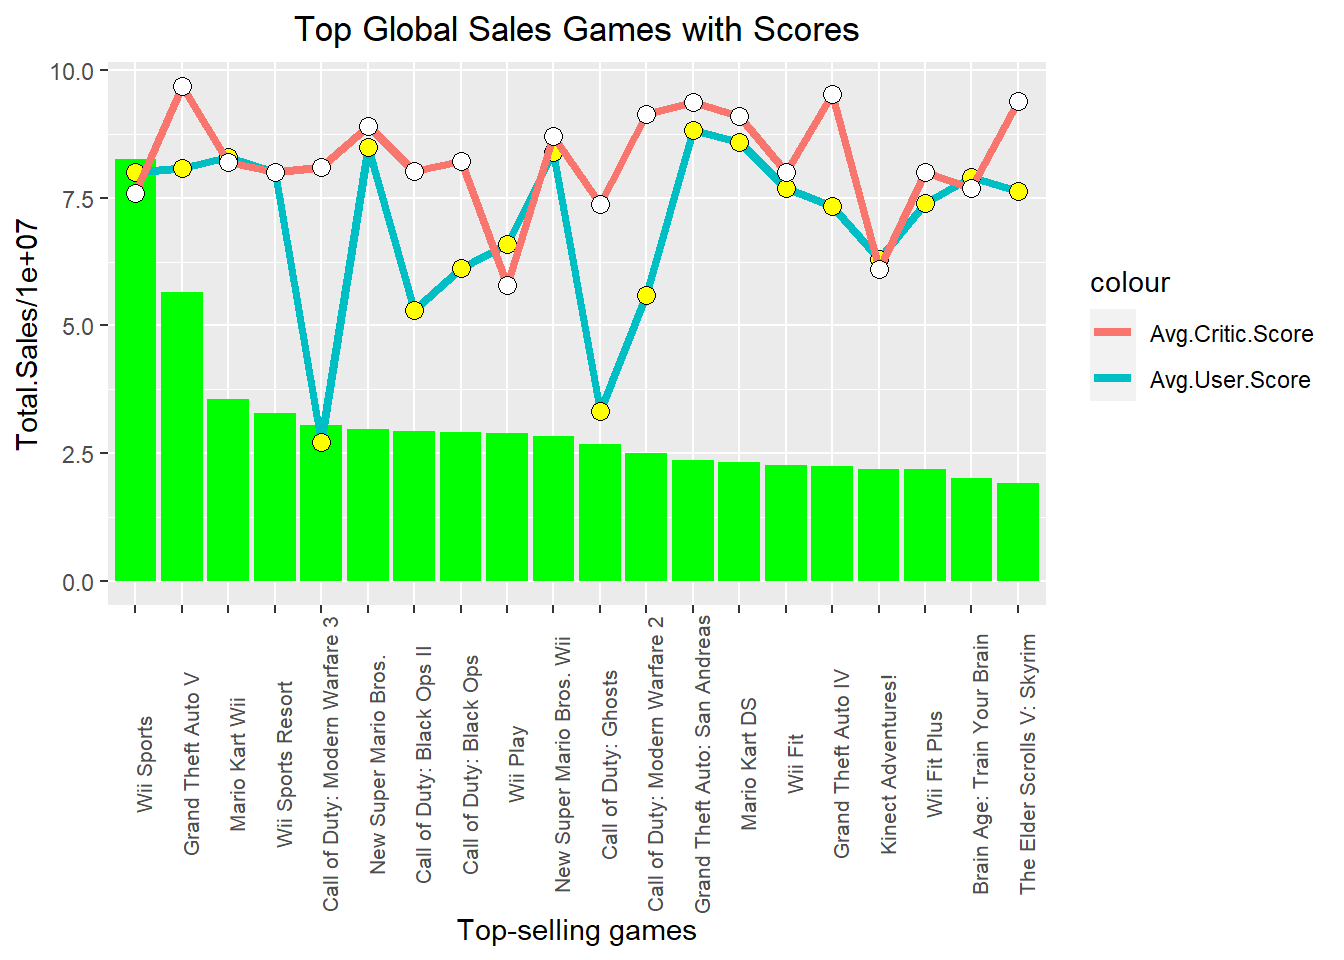 Top Global Sales Games with Scores
Total.Sales/1e+07
10.0
7.5
5.0
2.5
0.0
Wii Sports
Grand Theft Auto V
Mario Kart Wii
Wii Sports Resort
Call of Duty: Modern Warfare 3
New Super Mario Bros.
Call of Duty: Black Ops II
Call of Duty: Black Ops
Wii Play
New Super Mario Bros. Wii
Call of Duty: Ghosts
Call of Duty: Modern Warfare 2
Grand Theft Auto: San Andreas
Mario Kart DS
Wii Fit
Grand Theft Auto IV
Kinect Adventures!
Wii Fit Plus
Brain Age: Train Your Brain
The Elder Scrolls V: Skyrim
Top-selling games
colour
Avg.Critic.Score
Avg.User.Score